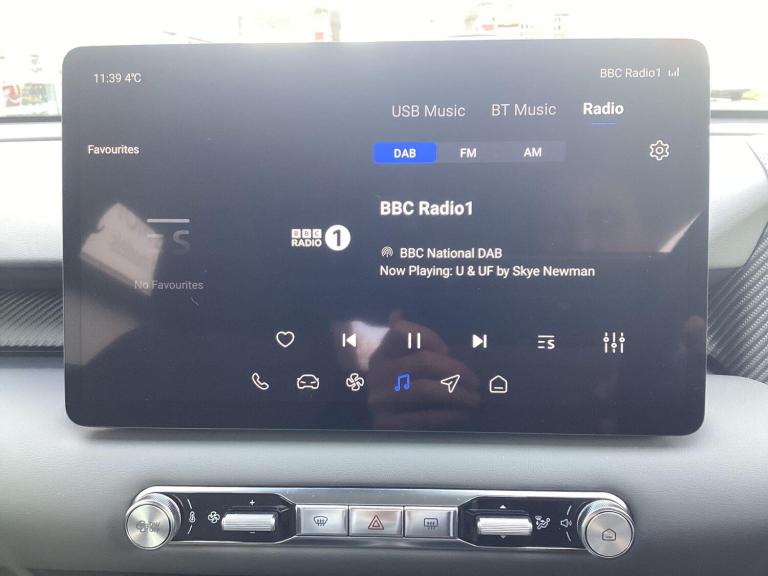 11:39 4℃
BBC Radio1
USB Music BT Music Radio
Favourites
DAB FM AM
BBC Radio1
BBC RADIO 1
BBC National DAB
Now Playing: U & UF by Skye Newman
No Favourites